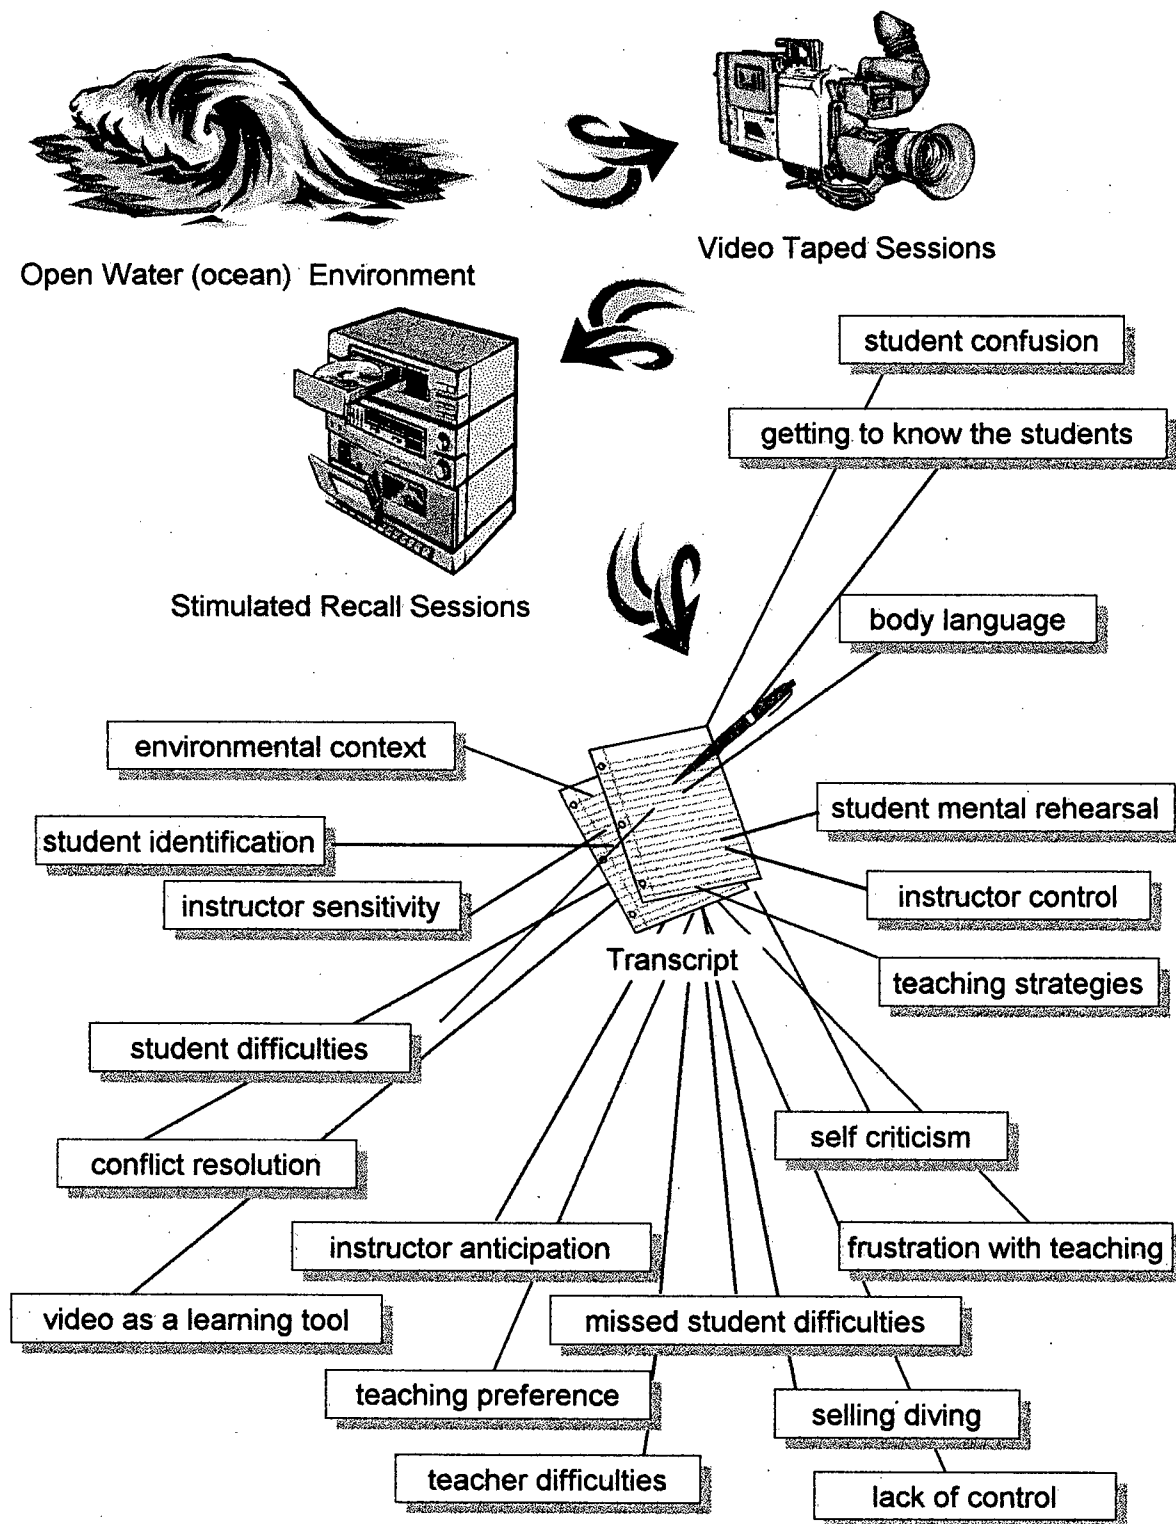 Open Water (ocean) Environment
Video Taped Sessions
student confusion
getting to know the students
Stimulated Recall Sessions
body language
environmental context
student mental rehearsal
student identification
instructor sensitivity
instructor control
Transcript
teaching strategies
student difficulties
self criticism
conflict resolution
instructor anticipation
frustration with teaching
video as a learning tool
missed student difficulties
teaching preference
selling diving
teacher difficulties
lack of control